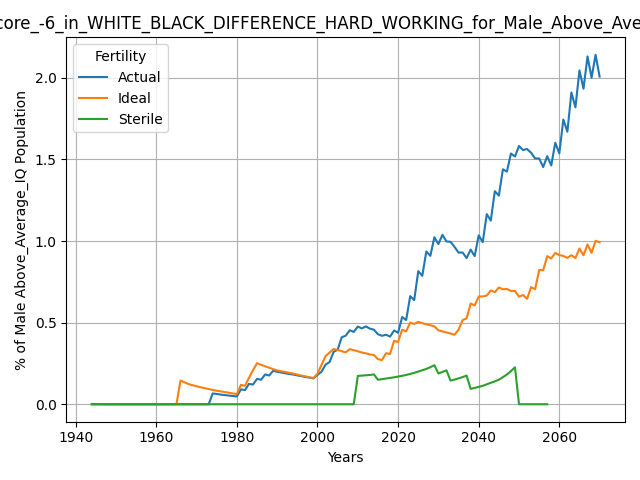 core_-6_in_WHITE_BLACK_DIFFERENCE_HARD_WORKING_for_Male_Above_Ave
Fertility
Actual
Ideal
Sterile
% of Male Above_Average_IQ Population
2.0
1.5
1.0
0.5
0.0
1940 1960 1980 2000 2020 2040 2060
Years